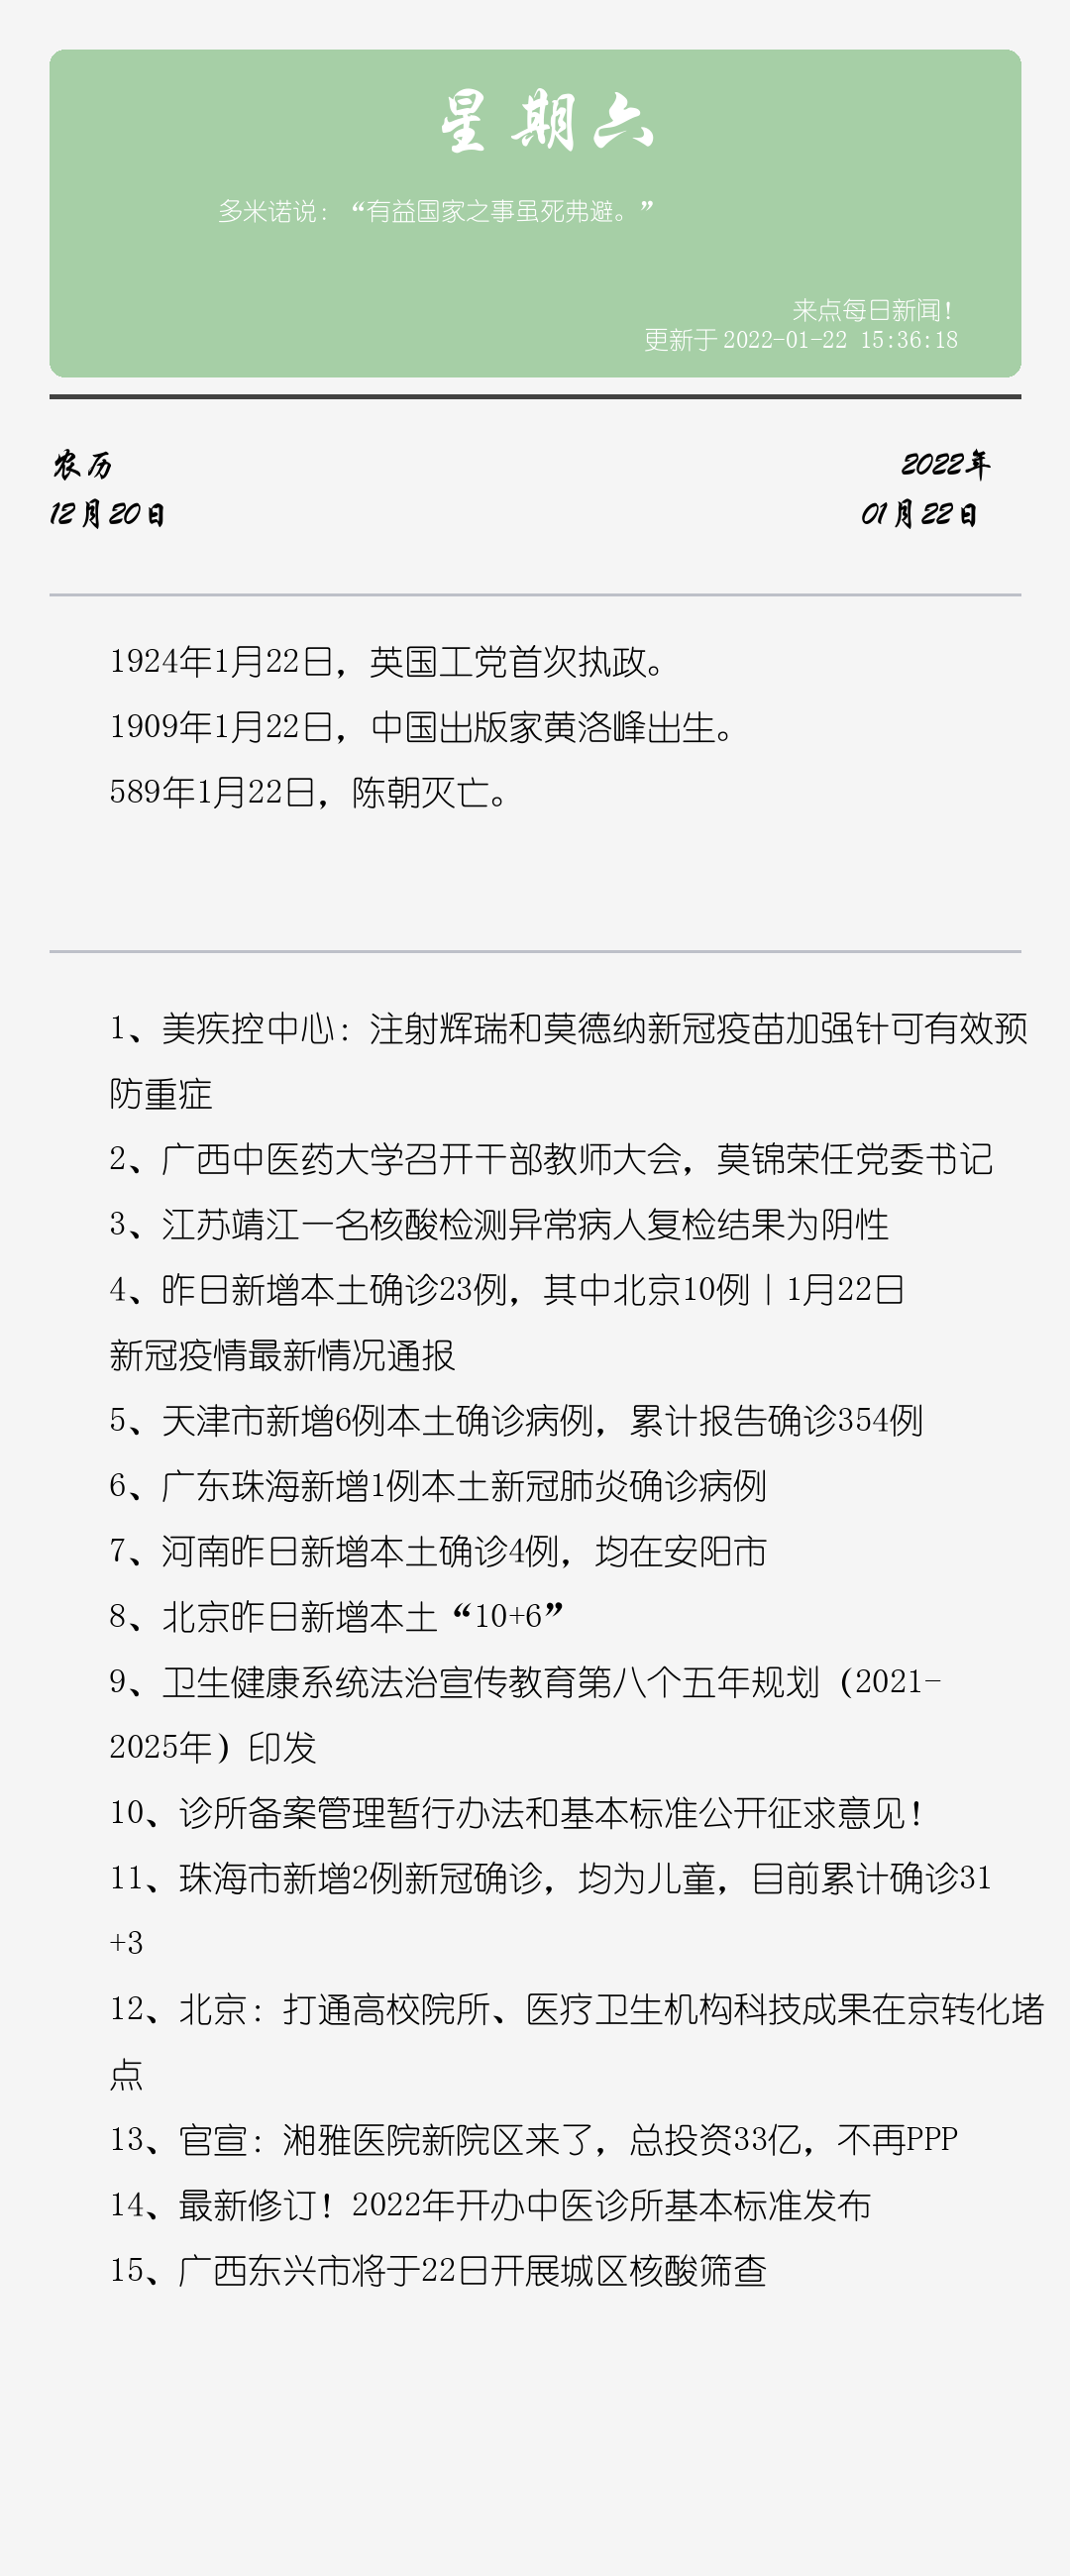 星期六
多米诺说：“有益国家之事虽死弗避。”
来点每日新闻！
更新于 2022-01-22 15:36:18
农历
2022年
12月20日
01月22日
1924年1月22日，英国工党首次执政。
1909年1月22日，中国出版家黄洛峰出生。
589年1月22日，陈朝灭亡。
1、美疾控中心：注射辉瑞和莫德纳新冠疫苗加强针可有效预
防重症
2、广西中医药大学召开干部教师大会，莫锦荣任党委书记
3、江苏靖江一名核酸检测异常病人复检结果为阴性
4、昨日新增本土确诊23例，其中北京10例｜1月22日
新冠疫情最新情况通报
5、天津市新增6例本土确诊病例，累计报告确诊354例
6、广东珠海新增1例本土新冠肺炎确诊病例
7、河南昨日新增本土确诊4例，均在安阳市
8、北京昨日新增本土“10+6”
9、卫生健康系统法治宣传教育第八个五年规划（2021-
2025年）印发
10、诊所备案管理暂行办法和基本标准公开征求意见！
11、珠海市新增2例新冠确诊，均为儿童，目前累计确诊31
+3
12、北京：打通高校院所、医疗卫生机构科技成果在京转化堵
点
13、官宣：湘雅医院新院区来了，总投资33亿，不再PPP
14、最新修订！2022年开办中医诊所基本标准发布
15、广西东兴市将于22日开展城区核酸筛查